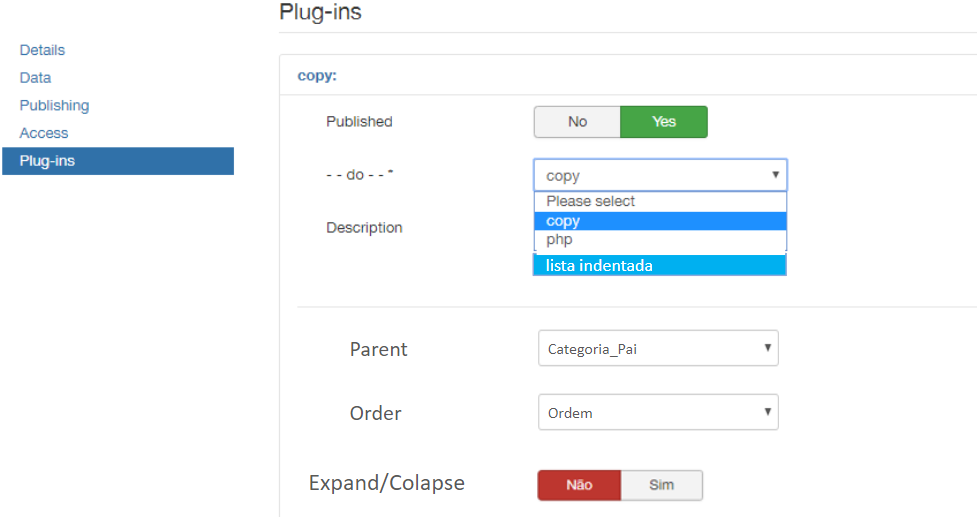 Plug-ins
Details
Data
Publishing
Access
Plug-ins
copy:
Published
No
Yes
- - do - - *
copy
Please select
copy
php
lista indentada
Description
Parent
Categoria_Pai
Order
Ordem
Expand/Colapse
Não
Sim